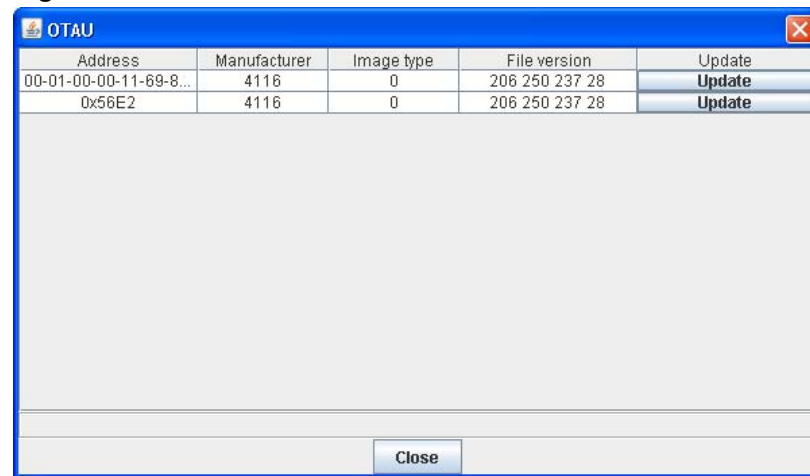 OTAU
Address Manufacturer Image type File version Update
00-01-00-00-11-69-8... 4116 0 206 250 237 28 Update
0x56E2 4116 0 206 250 237 28 Update
Close